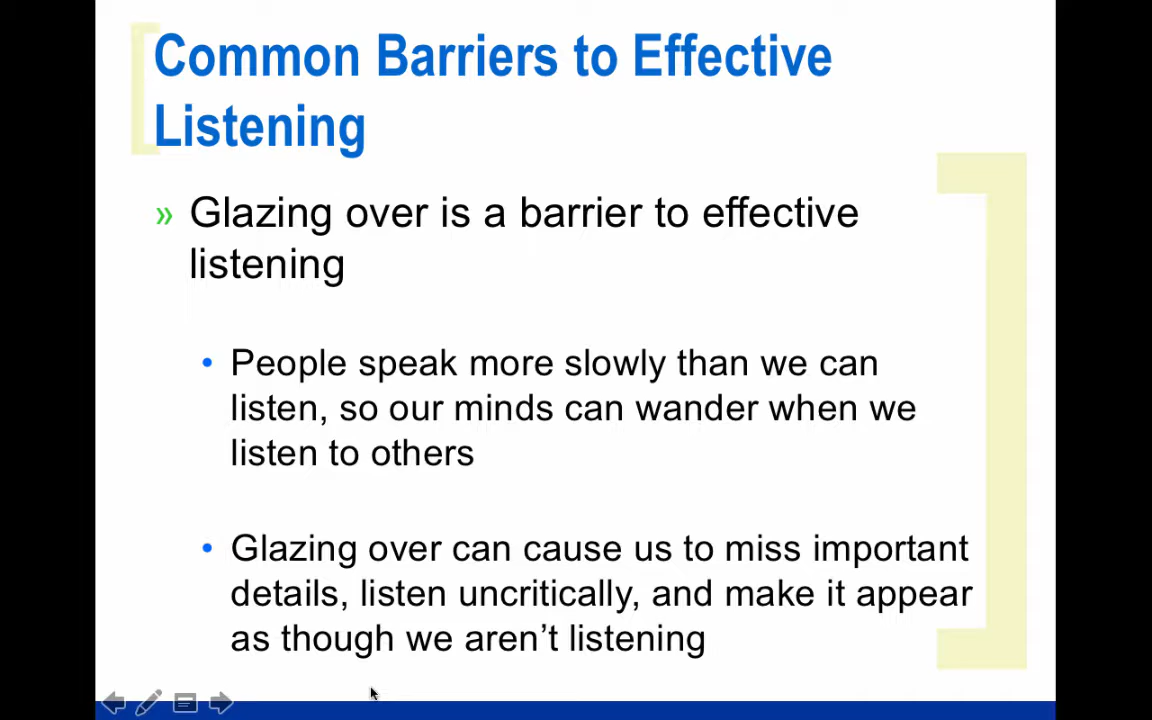 Common Barriers to Effective
Listening
» Glazing over is a barrier to effective
listening
• People speak more slowly than we can
listen, so our minds can wander when we
listen to others
• Glazing over can cause us to miss important
details, listen uncritically, and make it appear
as though we aren’t listening